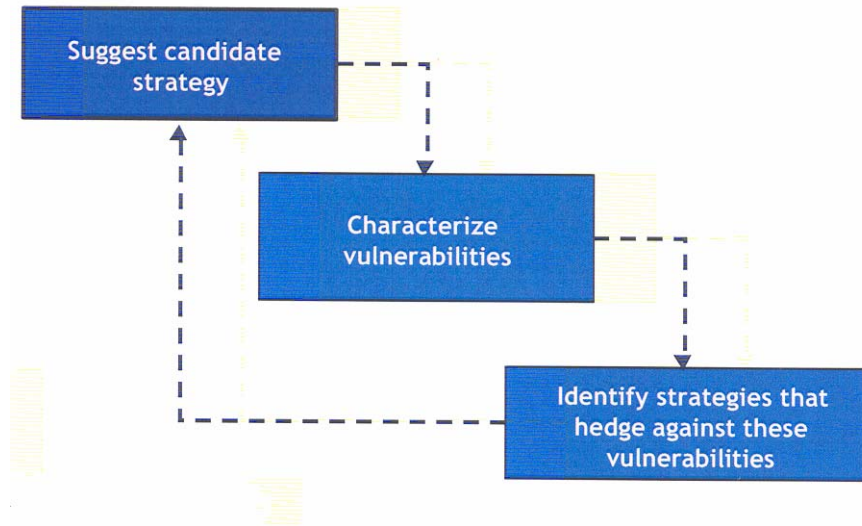 Suggest candidate
strategy
Characterize
vulnerabilities
Identify strategies that
hedge against these
vulnerabilities